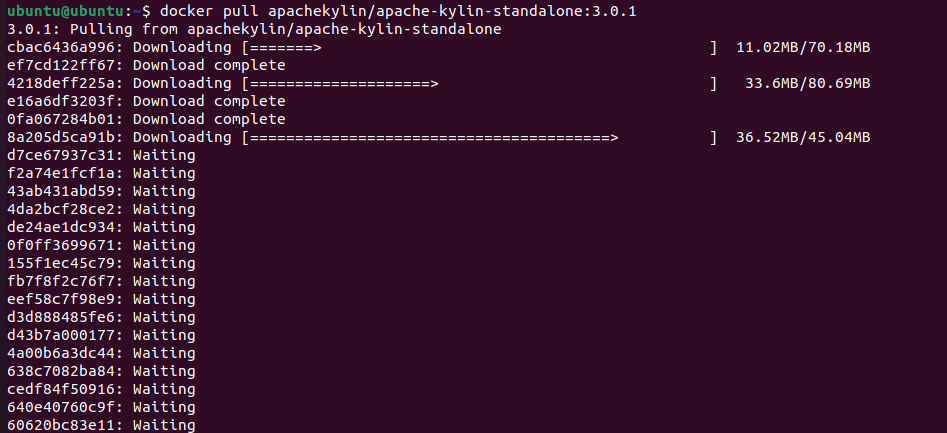 ubuntu@ubuntu:~$ docker pull apachekylin/apache-kylin-standalone:3.0.1
3.0.1: Pulling from apachekylin/apache-kylin-standalone
cbac6436a996: Downloading [=======>                                           ]  11.02MB/70.18MB
ef7cd122ff67: Download complete
4218deff225a: Downloading [====================>                              ]   33.6MB/80.69MB
e16a6df3203f: Download complete
0fa067284b01: Download complete
8a205d5ca91b: Downloading [========================================>          ]  36.52MB/45.04MB
d7ce67937c31: Waiting
f2a74e1fcf1a: Waiting
43ab431abd59: Waiting
4da2bcf28ce2: Waiting
de24ae1dc934: Waiting
0f0ff3699671: Waiting
155f1ec45c79: Waiting
fb7f8f2c76f7: Waiting
eef58c7f98e9: Waiting
d3d888485fe6: Waiting
d43b7a000177: Waiting
4a00b6a3dc44: Waiting
638c7082ba84: Waiting
cedf84f50916: Waiting
640e40760c9f: Waiting
60620bc83e11: Waiting